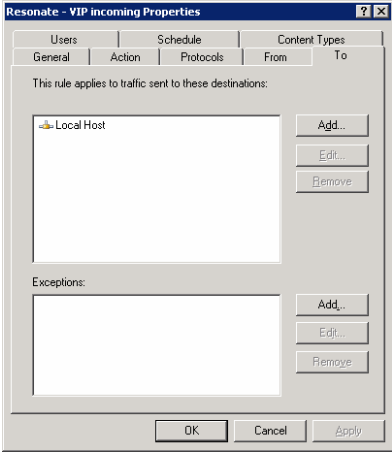 Resonate - VIP incoming Properties
Users Schedule Content Types
General Action Protocols From To
This rule applies to traffic sent to these destinations:
Local Host
Add...
Edit...
Remove
Exceptions:
Add...
Edit...
Remove
OK Cancel Apply